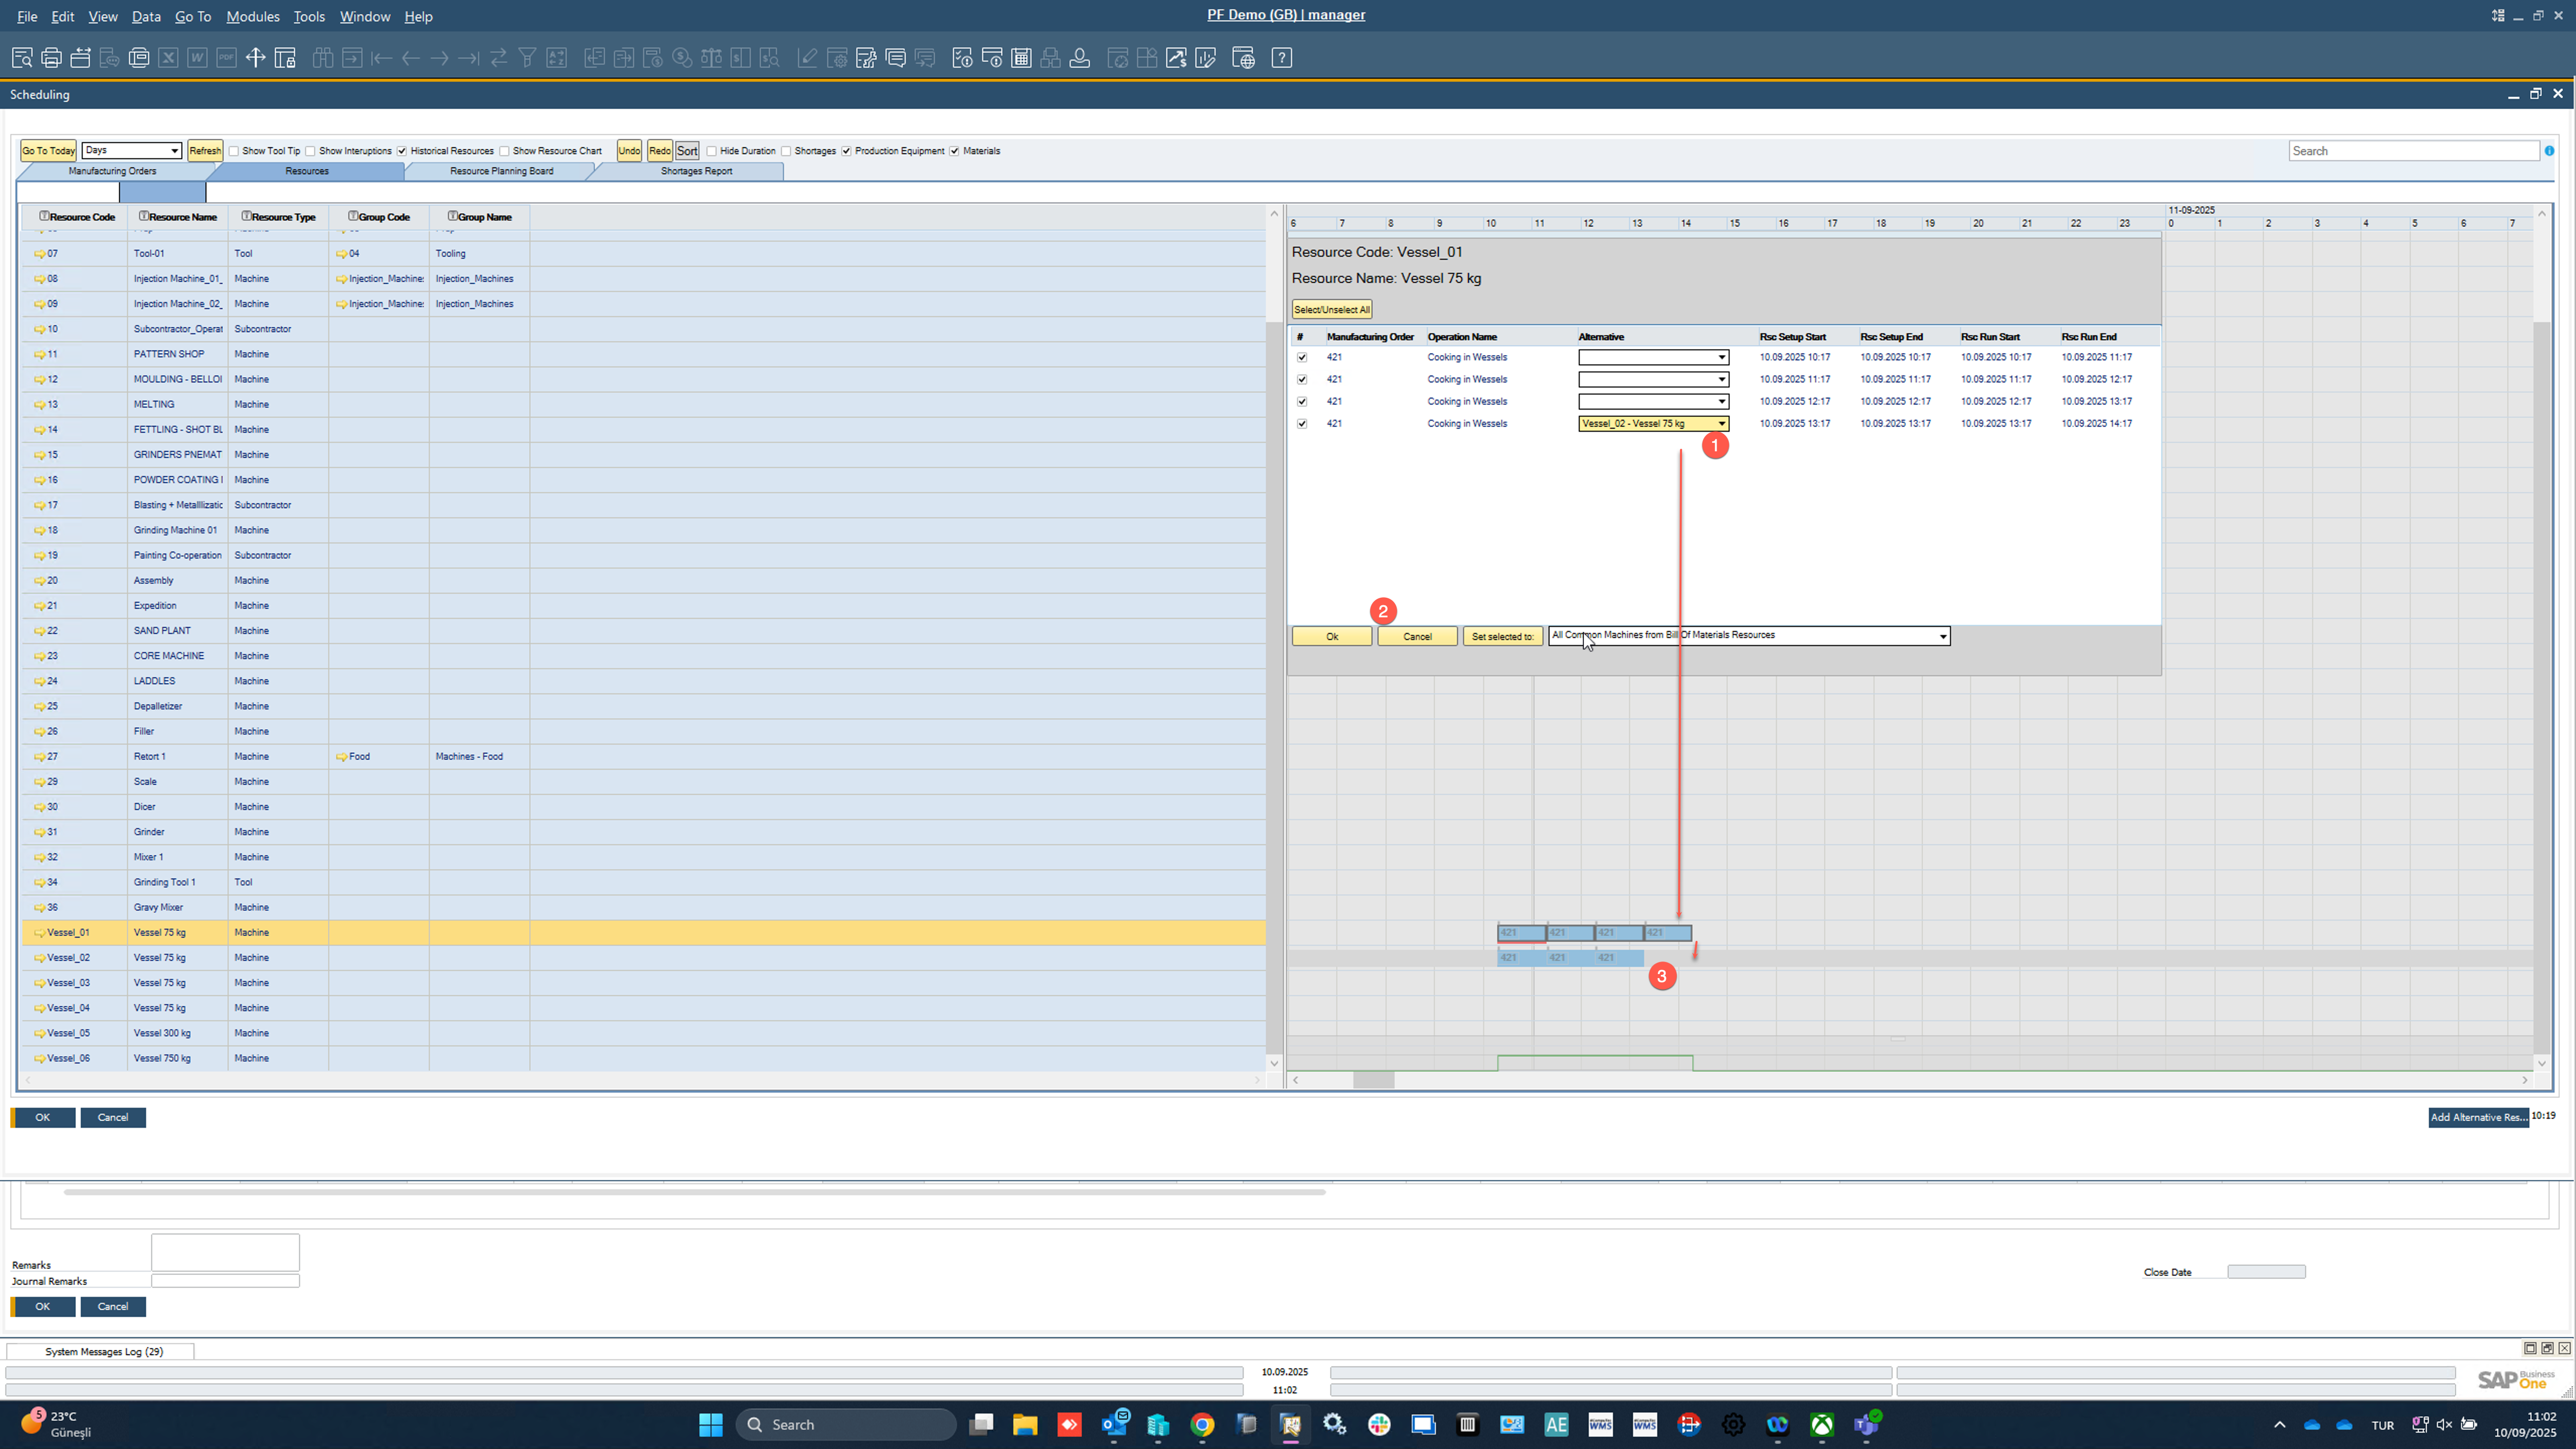 File Edit View Data Go To Modules Tools Window Help
PF Demo (GB) | manager
Scheduling
Go To Today Days Refresh Show Tool Tip Show Interuptions Historical Resources Show Resource Chart Undo Redo Sort Hide Duration Shortages Production Equipment Materials
Search
Manufacturing Orders Resources Resource Planning Board Shortages Report
Resource Code Resource Name Resource Type Group Code Group Name
07 Tool-01 Tool 04 Tooling
08 Injection Machine_01_ Machine Injection_Machine: Injection_Machines
09 Injection Machine_02_ Machine Injection_Machine: Injection_Machines
10 Subcontractor_Operat Subcontractor
11 PATTERN SHOP Machine
12 MOULDING - BELLOI Machine
13 MELTING Machine
14 FETTLING - SHOT BL Machine
15 GRINDERS PNEMAT Machine
16 POWDER COATING I Machine
17 Blasting + Metalllizatic Subcontractor
18 Grinding Machine 01 Machine
19 Painting Co-operation Subcontractor
20 Assembly Machine
21 Expedition Machine
22 SAND PLANT Machine
23 CORE MACHINE Machine
24 LADDLES Machine
25 Depalletizer Machine
26 Filler Machine
27 Retort 1 Machine Food Machines - Food
29 Scale Machine
30 Dicer Machine
31 Grinder Machine
32 Mixer 1 Machine
34 Grinding Tool 1 Tool
36 Gravy Mixer Machine
Vessel_01 Vessel 75 kg Machine
Vessel_02 Vessel 75 kg Machine
Vessel_03 Vessel 75 kg Machine
Vessel_04 Vessel 75 kg Machine
Vessel_05 Vessel 300 kg Machine
Vessel_06 Vessel 750 kg Machine
11-09-2025
6 7 8 9 10 11 12 13 14 15 16 17 18 19 20 21 22 23 0 1 2 3 4 5 6 7
Resource Code: Vessel_01
Resource Name: Vessel 75 kg
Select/Unselect All
# Manufacturing Order Operation Name Alternative Rsc Setup Start Rsc Setup End Rsc Run Start Rsc Run End
421 Cooking in Wessels 10.09.2025 10:17 10.09.2025 10:17 10.09.2025 10:17 10.09.2025 11:17
421 Cooking in Wessels 10.09.2025 11:17 10.09.2025 11:17 10.09.2025 11:17 10.09.2025 12:17
421 Cooking in Wessels 10.09.2025 12:17 10.09.2025 12:17 10.09.2025 12:17 10.09.2025 13:17
421 Cooking in Wessels Vessel_02 - Vessel 75 kg 10.09.2025 13:17 10.09.2025 13:17 10.09.2025 13:17 10.09.2025 14:17
1
2
Ok Cancel Set selected to: All Common Machines from Bill Of Materials Resources
421 421 421 421
421 421 421
3
OK Cancel
Add Alternative Res... 10:19
Remarks
Journal Remarks
Close Date
OK Cancel
System Messages Log (29)
10.09.2025
11:02
SAP Business One
5
23°C
Güneşli
Search
AE
WMS
WMS
TUR
11:02
10/09/2025